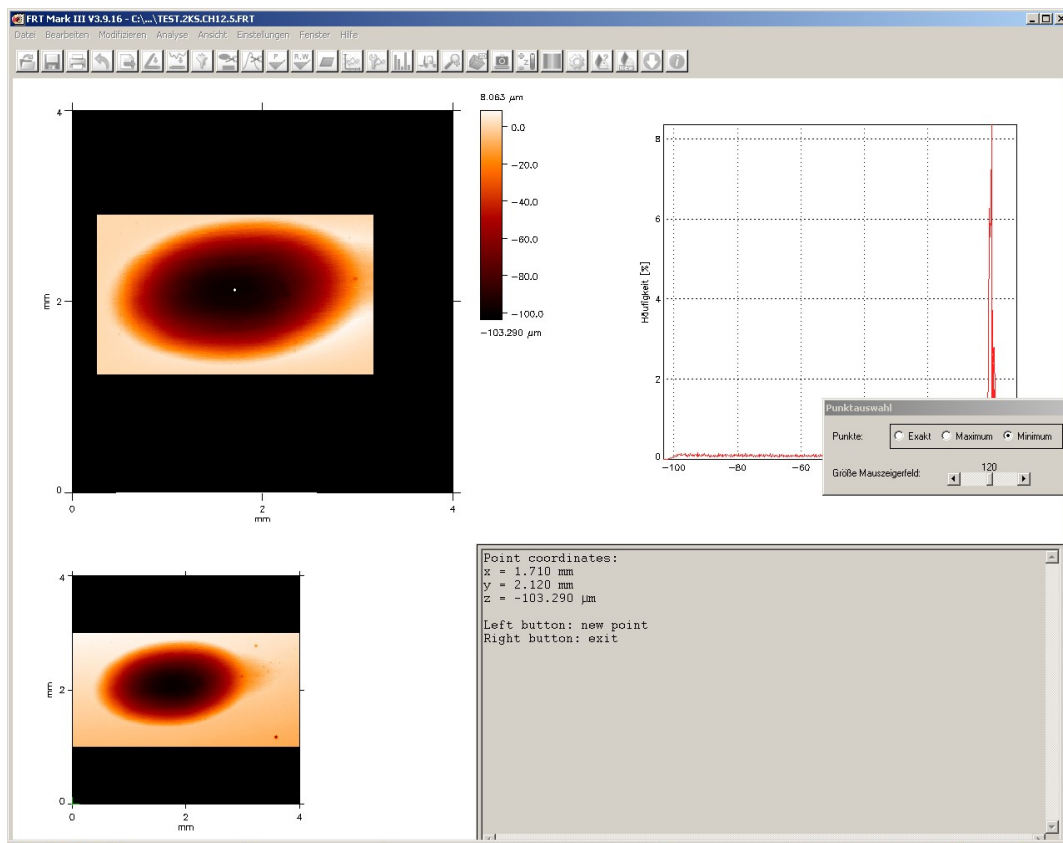 FRT Mark III V3.9.16 - C:\...\TEST.2KS.CH12.5.FRT
Datei Bearbeiten Modifizieren Analyse Ansicht Einstellungen Fenster Hilfe
P R,W
4
2
0
mm
0 2 4
mm
8.063 µm
0.0
-20.0
-40.0
-60.0
-80.0
-100.0
-103.290 µm
8
6
4
2
0
Häufigkeit [%]
-100 -80 -60
Punktauswahl
Punkte: Exakt Maximum Minimum
120
Größe Mauszeigerfeld:
4
2
0
mm
0 2 4
mm
Point coordinates:
x = 1.710 mm
y = 2.120 mm
z = -103.290 µm
Left button: new point
Right button: exit